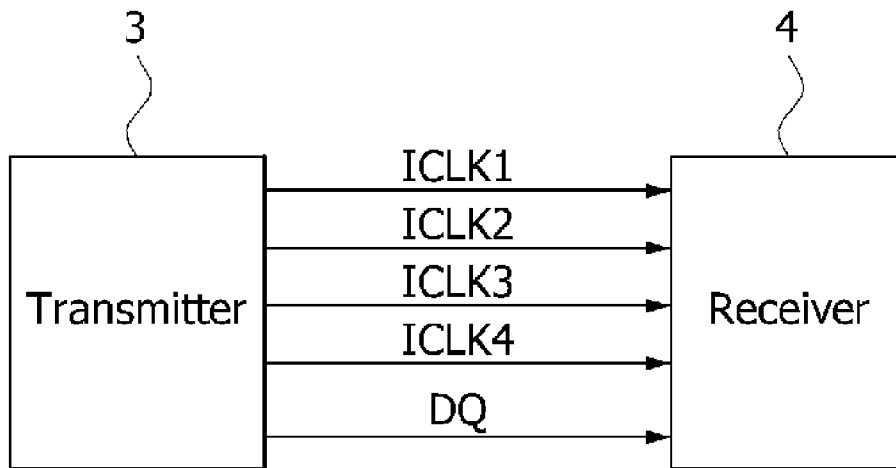 3
4
ICLK1
ICLK2
ICLK3
Transmitter
Receiver
ICLK4
DQ